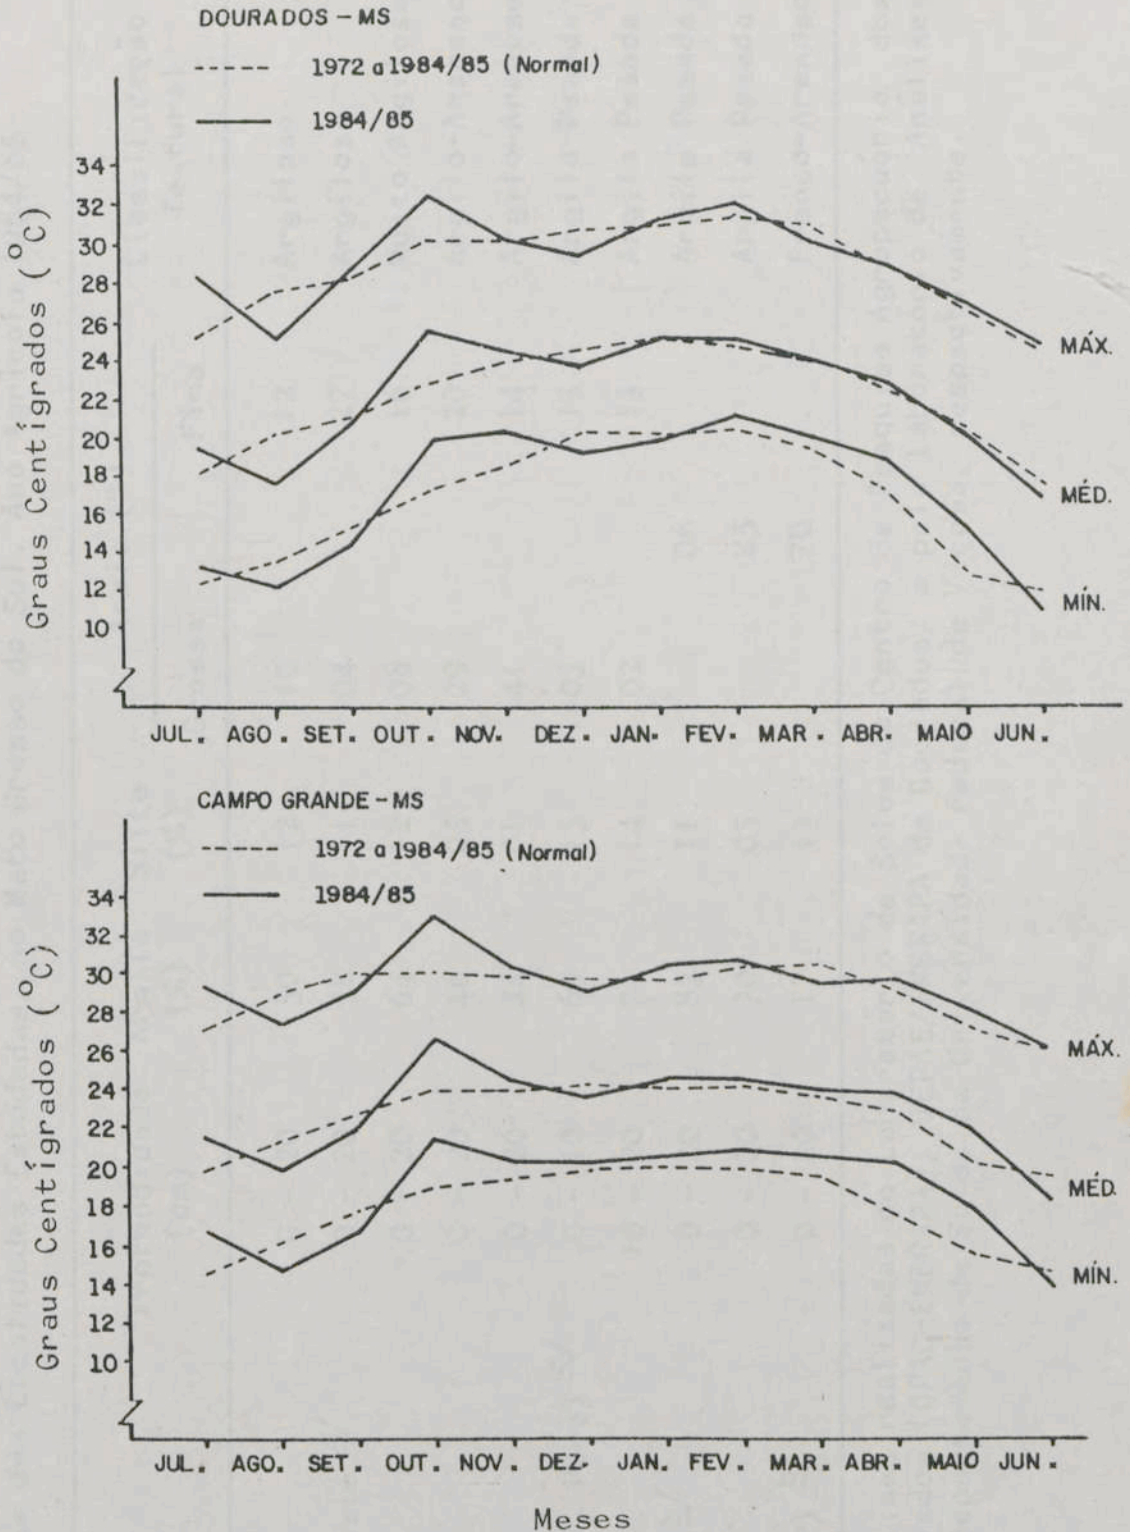 DOURADOS - MS
1972 a 1984/85 (Normal)
1984/85
Graus Centígrados (°C)
34
32
30
28
26
24
22
20
18
16
14
12
10
MÁX.
MÉD.
MÍN.
JUL. AGO. SET. OUT. NOV. DEZ. JAN. FEV. MAR. ABR. MAIO JUN.
CAMPO GRANDE - MS
1972 a 1984/85 (Normal)
1984/85
Graus Centígrados (°C)
34
32
30
28
26
24
22
20
18
16
14
12
10
MÁX.
MÉD.
MÍN.
JUL. AGO. SET. OUT. NOV. DEZ. JAN. FEV. MAR. ABR. MAIO JUN.
Meses